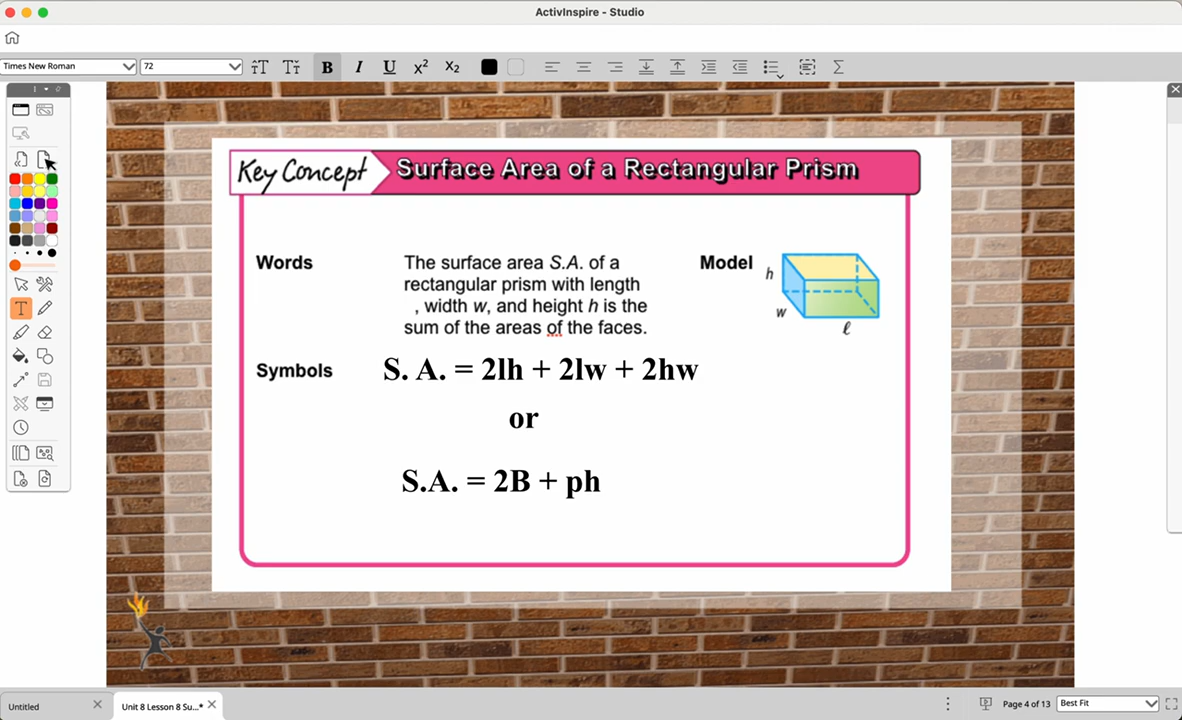 ActivInspire - Studio
Times New Roman
72
B I U x² x₂ Σ
Key Concept
Surface Area of a Rectangular Prism
Words
The surface area S.A. of a
rectangular prism with length
, width w, and height h is the
sum of the areas of the faces.
Model
h
w
ℓ
Symbols
S. A. = 2lh + 2lw + 2hw
or
S.A. = 2B + ph
Untitled
Unit 8 Lesson 8 Su...*
Page 4 of 13
Best Fit